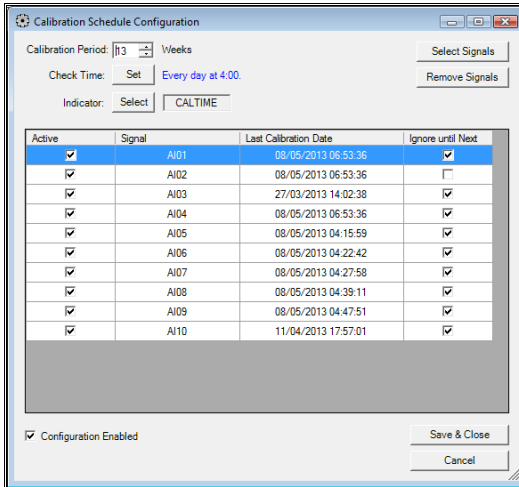 Calibration Schedule Configuration
Calibration Period: 13 Weeks Select Signals
Check Time: Set Every day at 4:00. Remove Signals
Indicator: Select CALTIME
Active Signal Last Calibration Date Ignore until Next
AI01 08/05/2013 06:53:36
AI02 08/05/2013 06:53:36
AI03 27/03/2013 14:02:38
AI04 08/05/2013 06:53:36
AI05 08/05/2013 04:15:59
AI06 08/05/2013 04:22:42
AI07 08/05/2013 04:27:58
AI08 08/05/2013 04:39:11
AI09 08/05/2013 04:47:51
AI10 11/04/2013 17:57:01
Configuration Enabled Save & Close
Cancel